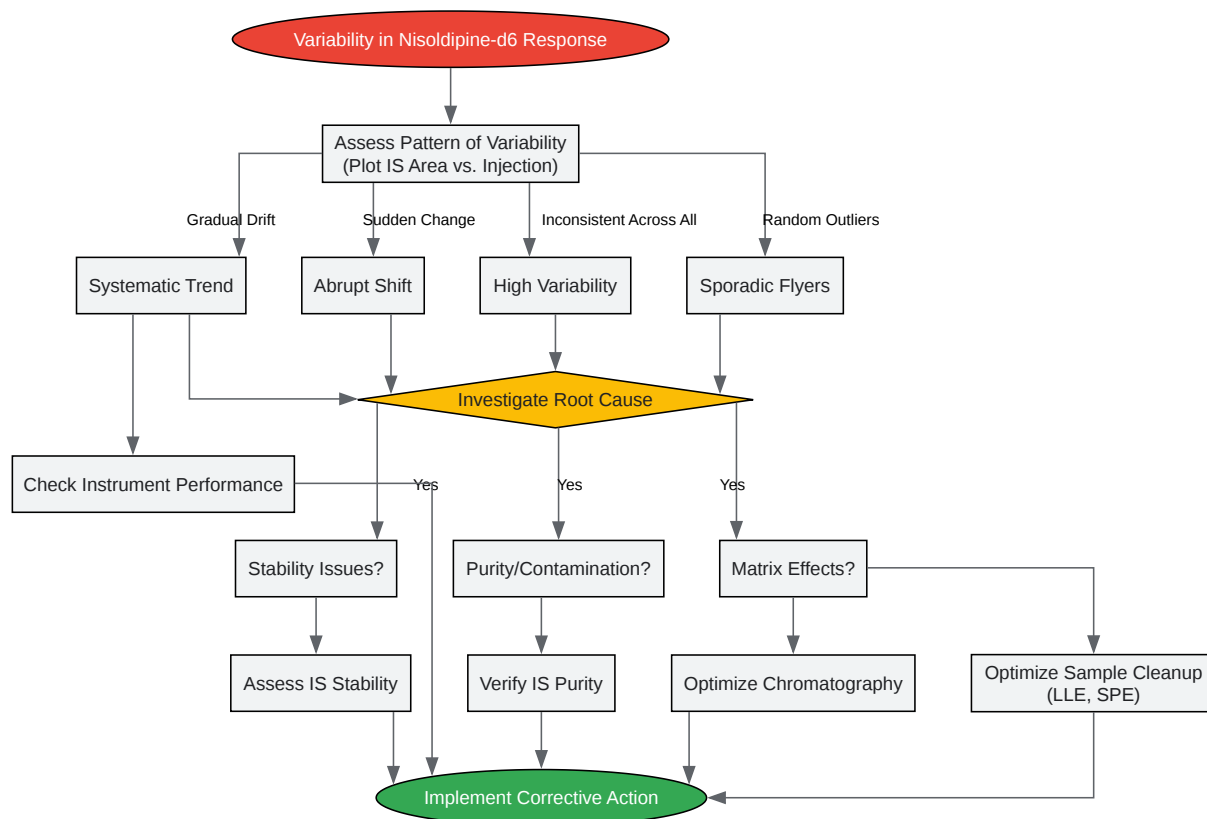 Variability in Nisoldipine-d6 Response
Assess Pattern of Variability
(Plot IS Area vs. Injection)
Gradual Drift
Sudden Change
Inconsistent Across All
Random Outliers
Systematic Trend
Abrupt Shift
High Variability
Sporadic Flyers
Investigate Root Cause
Check Instrument Performance
Yes
Yes
Yes
Stability Issues?
Purity/Contamination?
Matrix Effects?
Assess IS Stability
Verify IS Purity
Optimize Chromatography
Optimize Sample Cleanup
(LLE, SPE)
Implement Corrective Action